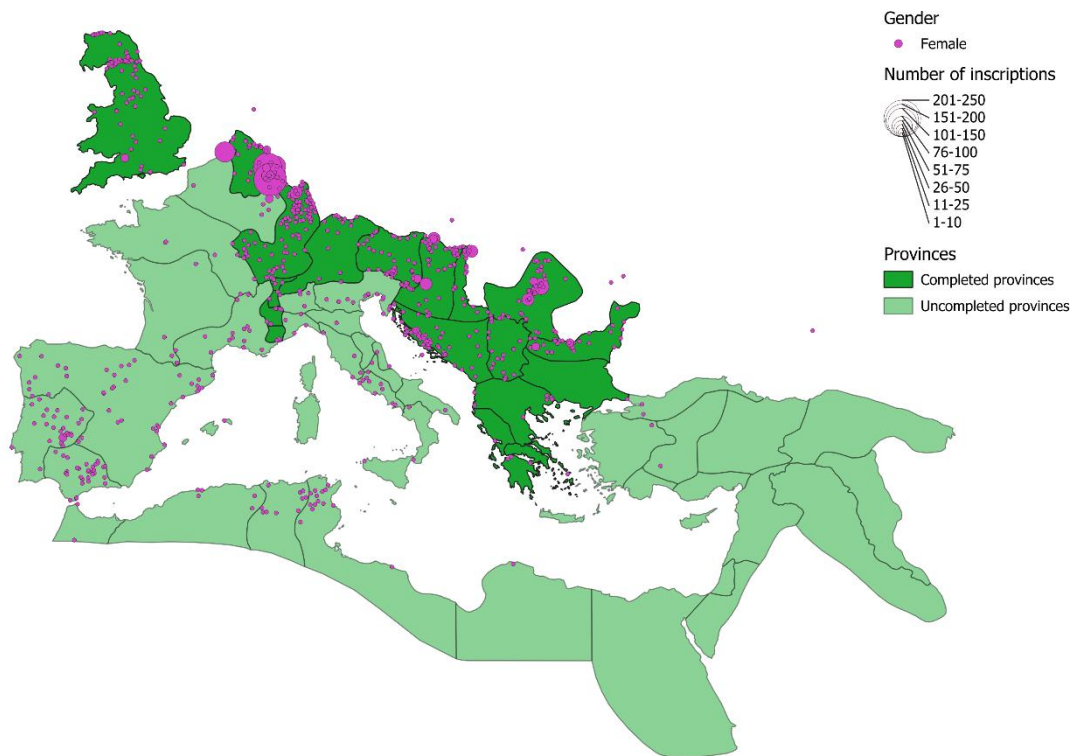 Gender
Female
Number of inscriptions
201-250
151-200
101-150
76-100
51-75
26-50
11-25
1-10
Provinces
Completed provinces
Uncompleted provinces